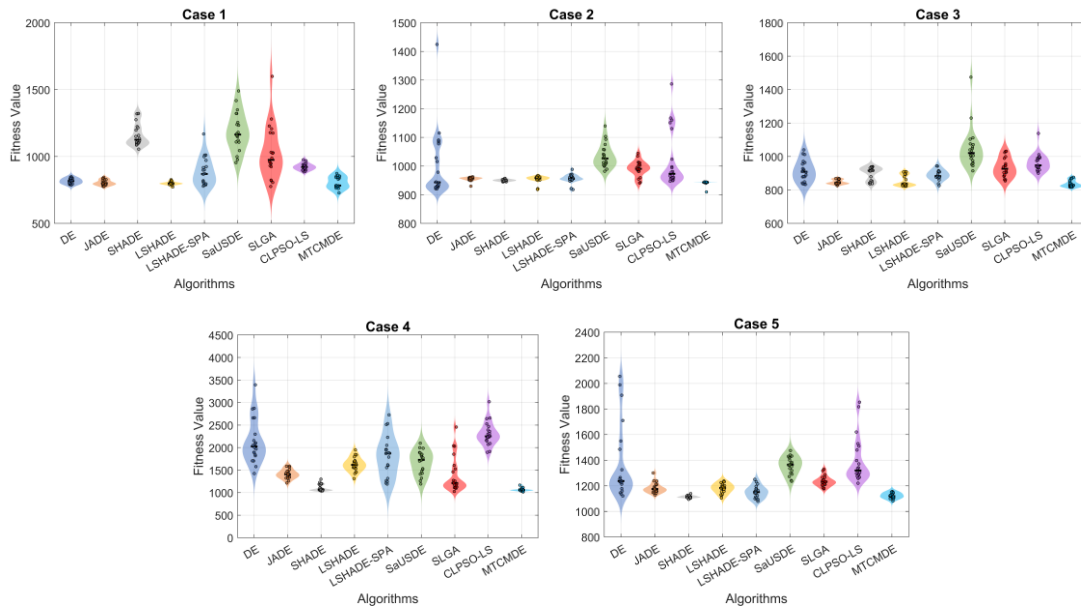 Case 1
2000
1500
1000
500
Fitness Value
DE
JADE
SHADE
LSHADE
LSHADE-SPA
SaUSDE
SLGA
CLPSO-LS
MTCMDE
Algorithms
Case 2
1500
1400
1300
1200
1100
1000
900
800
Fitness Value
DE
JADE
SHADE
LSHADE
LSHADE-SPA
SaUSDE
SLGA
CLPSO-LS
MTCMDE
Algorithms
Case 3
1800
1600
1400
1200
1000
800
600
Fitness Value
DE
JADE
SHADE
LSHADE
LSHADE-SPA
SaUSDE
SLGA
CLPSO-LS
MTCMDE
Algorithms
Case 4
4500
4000
3500
3000
2500
2000
1500
1000
500
0
Fitness Value
DE
JADE
SHADE
LSHADE
LSHADE-SPA
SaUSDE
SLGA
CLPSO-LS
MTCMDE
Algorithms
Case 5
2400
2200
2000
1800
1600
1400
1200
1000
800
Fitness Value
DE
JADE
SHADE
LSHADE
LSHADE-SPA
SaUSDE
SLGA
CLPSO-LS
MTCMDE
Algorithms